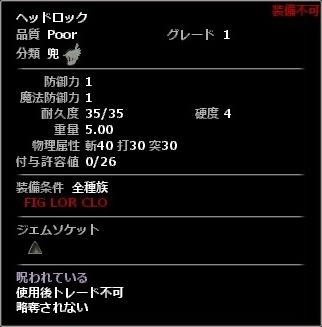 装備不可
ヘッドロック
品質 Poor グレード 1
分類 兜
防御力 1
魔法防御力 1
耐久度 35/35 硬度 4
重量 5.00
物理属性 斬40 打30 突30
付与許容値 0/26
装備条件 全種族
FIG LOR CLO
ジェムソケット
呪われている
使用後トレード不可
略奪されない